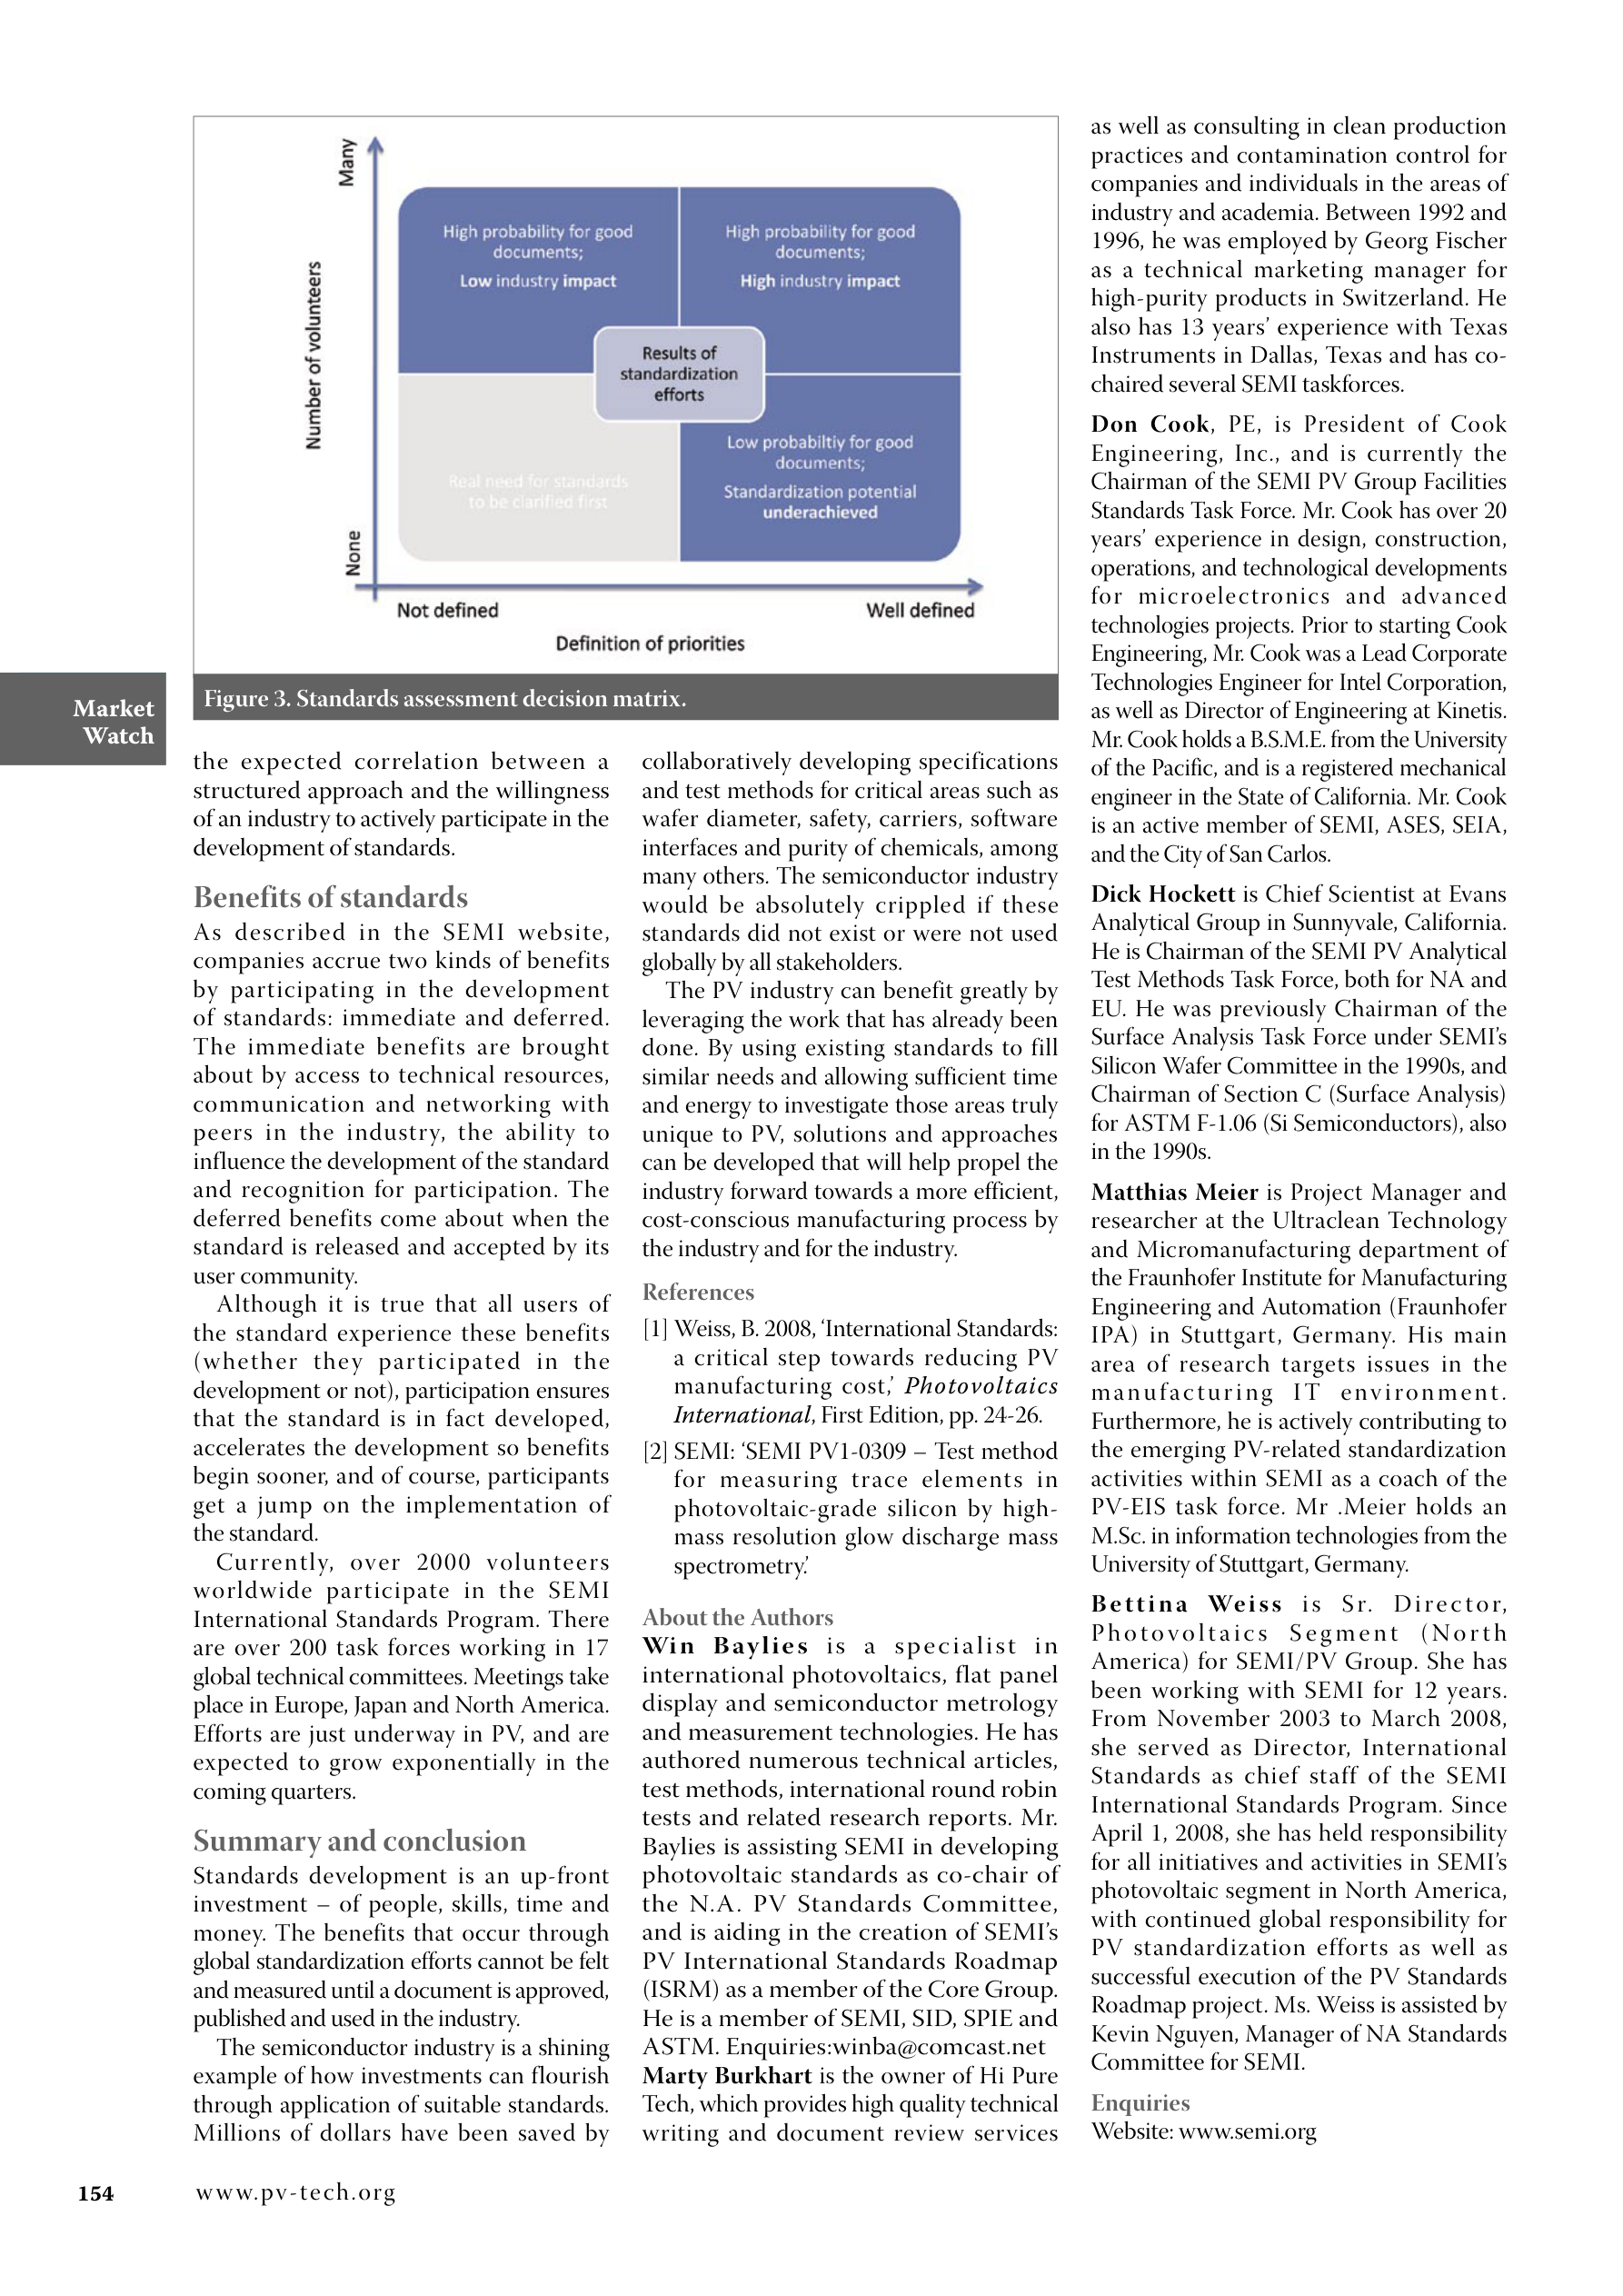 Many
Number of volunteers
None
High probability for good
documents;
Low industry impact
High probability for good
documents;
High industry impact
Results of
standardization
efforts
Real need for standards
to be clarified first
Low probabiltiy for good
documents;
Standardization potential
underachieved
Not defined
Well defined
Definition of priorities
Figure 3. Standards assessment decision matrix.
Market
Watch
the expected correlation between a
structured approach and the willingness
of an industry to actively participate in the
development of standards.
Benefits of standards
As described in the SEMI website,
companies accrue two kinds of benefits
by participating in the development
of standards: immediate and deferred.
The immediate benefits are brought
about by access to technical resources,
communication and networking with
peers in the industry, the ability to
influence the development of the standard
and recognition for participation. The
deferred benefits come about when the
standard is released and accepted by its
user community.
Although it is true that all users of
the standard experience these benefits
(whether they participated in the
development or not), participation ensures
that the standard is in fact developed,
accelerates the development so benefits
begin sooner, and of course, participants
get a jump on the implementation of
the standard.
Currently, over 2000 volunteers
worldwide participate in the SEMI
International Standards Program. There
are over 200 task forces working in 17
global technical committees. Meetings take
place in Europe, Japan and North America.
Efforts are just underway in PV, and are
expected to grow exponentially in the
coming quarters.
Summary and conclusion
Standards development is an up-front
investment – of people, skills, time and
money. The benefits that occur through
global standardization efforts cannot be felt
and measured until a document is approved,
published and used in the industry.
The semiconductor industry is a shining
example of how investments can flourish
through application of suitable standards.
Millions of dollars have been saved by
collaboratively developing specifications
and test methods for critical areas such as
wafer diameter, safety, carriers, software
interfaces and purity of chemicals, among
many others. The semiconductor industry
would be absolutely crippled if these
standards did not exist or were not used
globally by all stakeholders.
The PV industry can benefit greatly by
leveraging the work that has already been
done. By using existing standards to fill
similar needs and allowing sufficient time
and energy to investigate those areas truly
unique to PV, solutions and approaches
can be developed that will help propel the
industry forward towards a more efficient,
cost-conscious manufacturing process by
the industry and for the industry.
References
[1] Weiss, B. 2008, ‘International Standards:
a critical step towards reducing PV
manufacturing cost,’ Photovoltaics
International, First Edition, pp. 24-26.
[2] SEMI: ‘SEMI PV1-0309 – Test method
for measuring trace elements in
photovoltaic-grade silicon by high-
mass resolution glow discharge mass
spectrometry.’
About the Authors
Win Baylies is a specialist in
international photovoltaics, flat panel
display and semiconductor metrology
and measurement technologies. He has
authored numerous technical articles,
test methods, international round robin
tests and related research reports. Mr.
Baylies is assisting SEMI in developing
photovoltaic standards as co-chair of
the N.A. PV Standards Committee,
and is aiding in the creation of SEMI’s
PV International Standards Roadmap
(ISRM) as a member of the Core Group.
He is a member of SEMI, SID, SPIE and
ASTM. Enquiries:winba@comcast.net
Marty Burkhart is the owner of Hi Pure
Tech, which provides high quality technical
writing and document review services
as well as consulting in clean production
practices and contamination control for
companies and individuals in the areas of
industry and academia. Between 1992 and
1996, he was employed by Georg Fischer
as a technical marketing manager for
high-purity products in Switzerland. He
also has 13 years’ experience with Texas
Instruments in Dallas, Texas and has co-
chaired several SEMI taskforces.
Don Cook, PE, is President of Cook
Engineering, Inc., and is currently the
Chairman of the SEMI PV Group Facilities
Standards Task Force. Mr. Cook has over 20
years’ experience in design, construction,
operations, and technological developments
for microelectronics and advanced
technologies projects. Prior to starting Cook
Engineering, Mr. Cook was a Lead Corporate
Technologies Engineer for Intel Corporation,
as well as Director of Engineering at Kinetis.
Mr. Cook holds a B.S.M.E. from the University
of the Pacific, and is a registered mechanical
engineer in the State of California. Mr. Cook
is an active member of SEMI, ASES, SEIA,
and the City of San Carlos.
Dick Hockett is Chief Scientist at Evans
Analytical Group in Sunnyvale, California.
He is Chairman of the SEMI PV Analytical
Test Methods Task Force, both for NA and
EU. He was previously Chairman of the
Surface Analysis Task Force under SEMI’s
Silicon Wafer Committee in the 1990s, and
Chairman of Section C (Surface Analysis)
for ASTM F-1.06 (Si Semiconductors), also
in the 1990s.
Matthias Meier is Project Manager and
researcher at the Ultraclean Technology
and Micromanufacturing department of
the Fraunhofer Institute for Manufacturing
Engineering and Automation (Fraunhofer
IPA) in Stuttgart, Germany. His main
area of research targets issues in the
manufacturing IT environment.
Furthermore, he is actively contributing to
the emerging PV-related standardization
activities within SEMI as a coach of the
PV-EIS task force. Mr .Meier holds an
M.Sc. in information technologies from the
University of Stuttgart, Germany.
Bettina Weiss is Sr. Director,
Photovoltaics Segment (North
America) for SEMI/PV Group. She has
been working with SEMI for 12 years.
From November 2003 to March 2008,
she served as Director, International
Standards as chief staff of the SEMI
International Standards Program. Since
April 1, 2008, she has held responsibility
for all initiatives and activities in SEMI’s
photovoltaic segment in North America,
with continued global responsibility for
PV standardization efforts as well as
successful execution of the PV Standards
Roadmap project. Ms. Weiss is assisted by
Kevin Nguyen, Manager of NA Standards
Committee for SEMI.
Enquiries
Website: www.semi.org
154
www.pv-tech.org